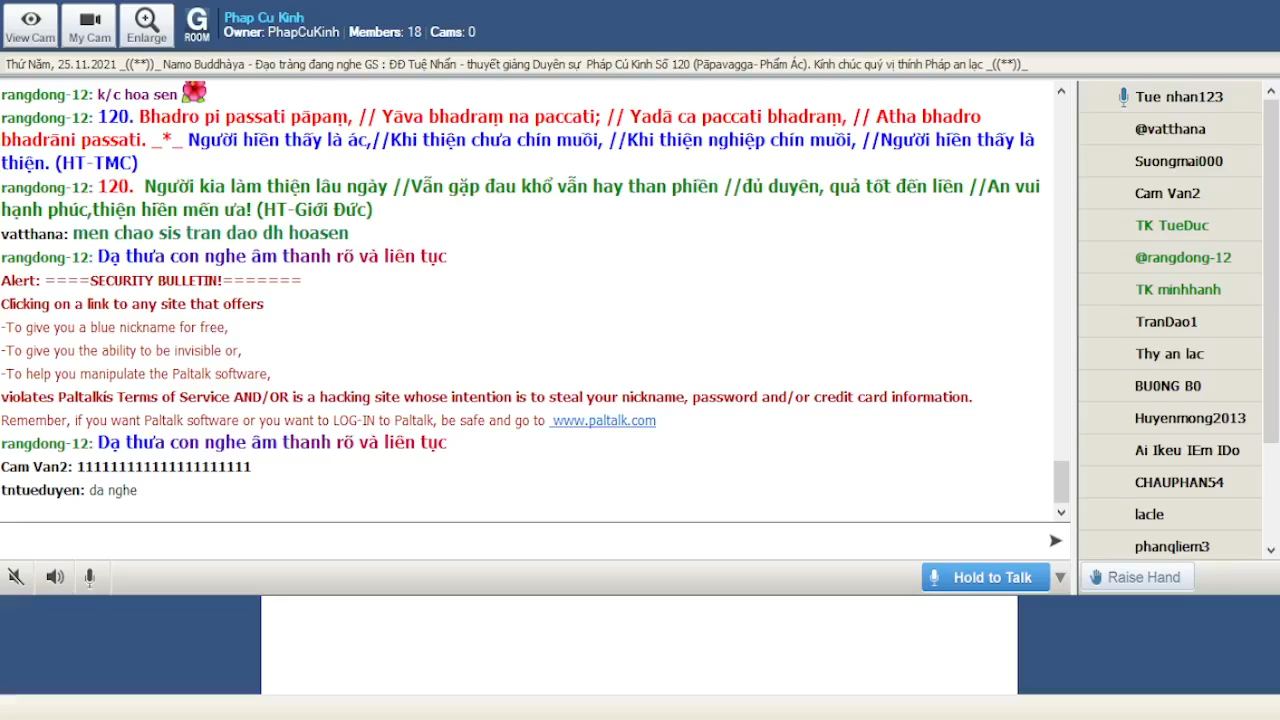 View Cam
My Cam
Enlarge
G
ROOM
Phap Cu Kinh
Owner: PhapCuKinh | Members: 18 | Cams: 0
Thứ Năm, 25.11.2021 _((**))_ Namo Buddhàya - Đạo tràng đang nghe GS : ĐĐ Tuệ Nhẫn - thuyết giảng Duyên sự Pháp Cú Kinh Số 120 (Pāpavagga- Phẩm Ác). Kính chúc quý vị thính Pháp an lạc _((**))_
rangdong-12: k/c hoa sen
rangdong-12: 120. Bhadro pi passati pāpaṃ, // Yāva bhadraṃ na paccati; // Yadā ca paccati bhadraṃ, // Atha bhadro
bhadrāni passati. _*_ Người hiền thấy là ác,//Khi thiện chưa chín muồi, //Khi thiện nghiệp chín muồi, //Người hiền thấy là
thiện. (HT-TMC)
rangdong-12: 120. Người kia làm thiện lâu ngày //Vẫn gặp đau khổ vẫn hay than phiền //đủ duyên, quả tốt đến liền //An vui
hạnh phúc,thiện hiền mến ưa! (HT-Giới Đức)
vatthana: men chao sis tran dao dh hoasen
rangdong-12: Dạ thưa con nghe âm thanh rõ và liên tục
Alert: ====SECURITY BULLETIN!=======
Clicking on a link to any site that offers
-To give you a blue nickname for free,
-To give you the ability to be invisible or,
-To help you manipulate the Paltalk software,
violates Paltalkís Terms of Service AND/OR is a hacking site whose intention is to steal your nickname, password and/or credit card information.
Remember, if you want Paltalk software or you want to LOG-IN to Paltalk, be safe and go to www.paltalk.com
rangdong-12: Dạ thưa con nghe âm thanh rõ và liên tục
Cam Van2: 111111111111111111111
tntueduyen: da nghe
Hold to Talk
Tue nhan123
@vatthana
Suongmai000
Cam Van2
TK TueDuc
@rangdong-12
TK minhhanh
TranDao1
Thy an lac
BU0NG B0
Huyenmong2013
Ai Ikeu IEm IDo
CHAUPHAN54
lacle
phanqliem3
Raise Hand